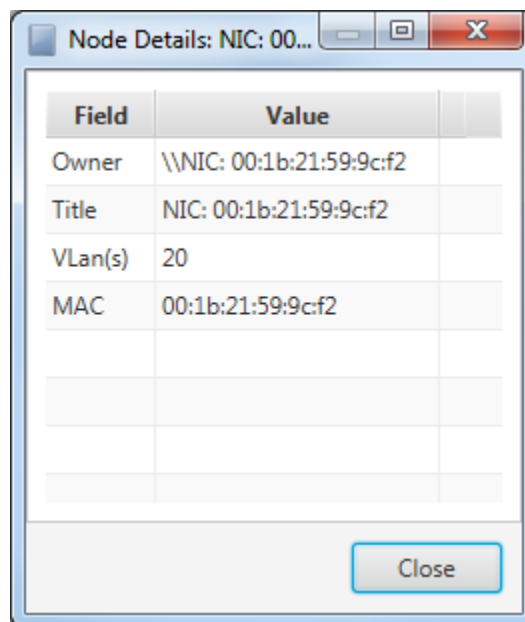 Node Details: NIC: 00...
Field Value
Owner \\NIC: 00:1b:21:59:9c:f2
Title NIC: 00:1b:21:59:9c:f2
VLan(s) 20
MAC 00:1b:21:59:9c:f2
Close